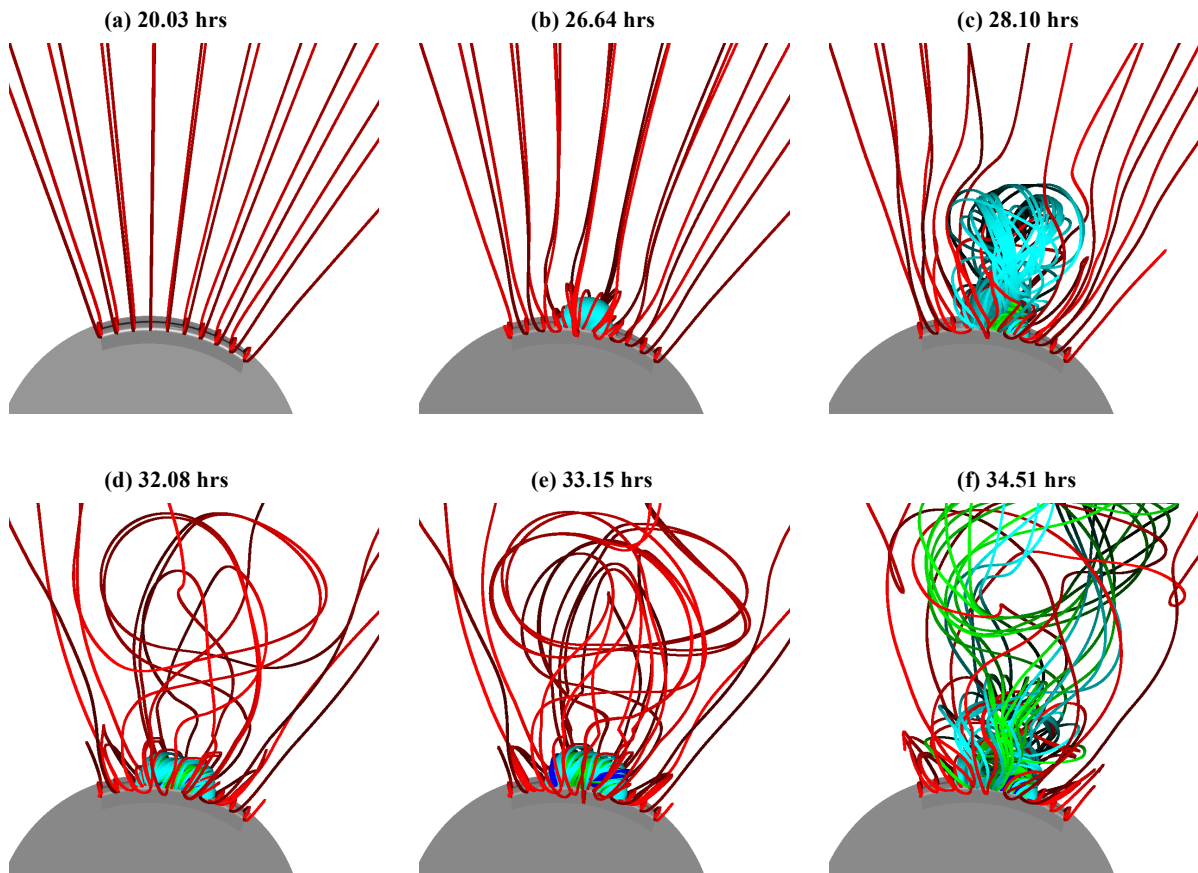 (a) 20.03 hrs
(b) 26.64 hrs
(c) 28.10 hrs
(d) 32.08 hrs
(e) 33.15 hrs
(f) 34.51 hrs